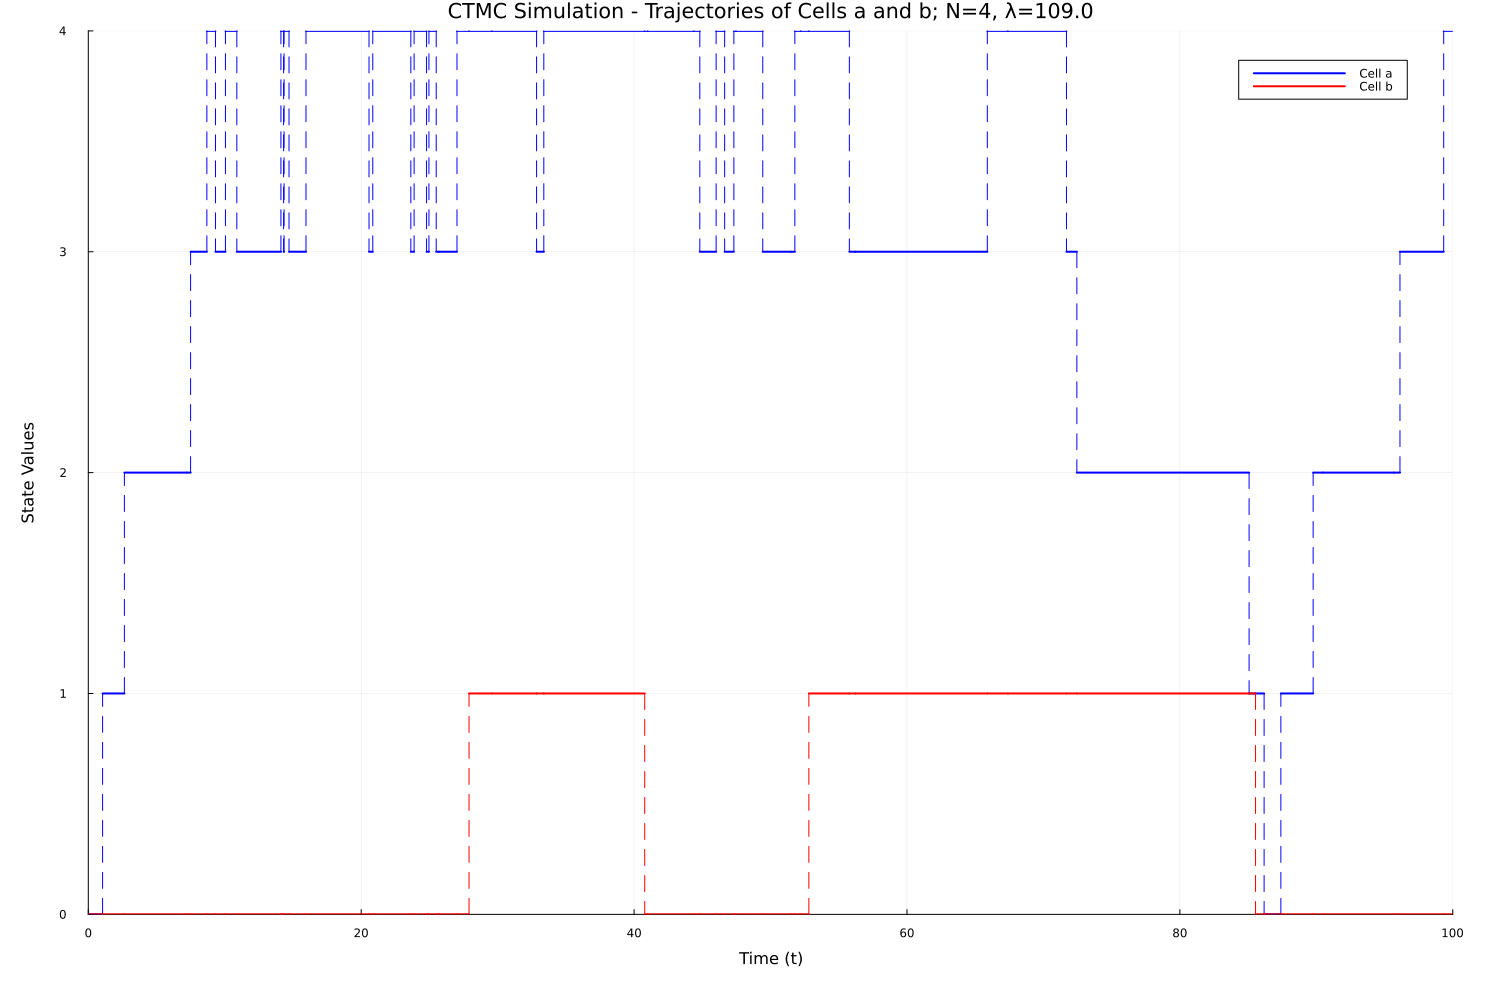 CTMC Simulation - Trajectories of Cells a and b; N=4, λ=109.0
4
Cell a
Cell b
3
State Values
2
1
0
0 20 40 60 80 100
Time (t)